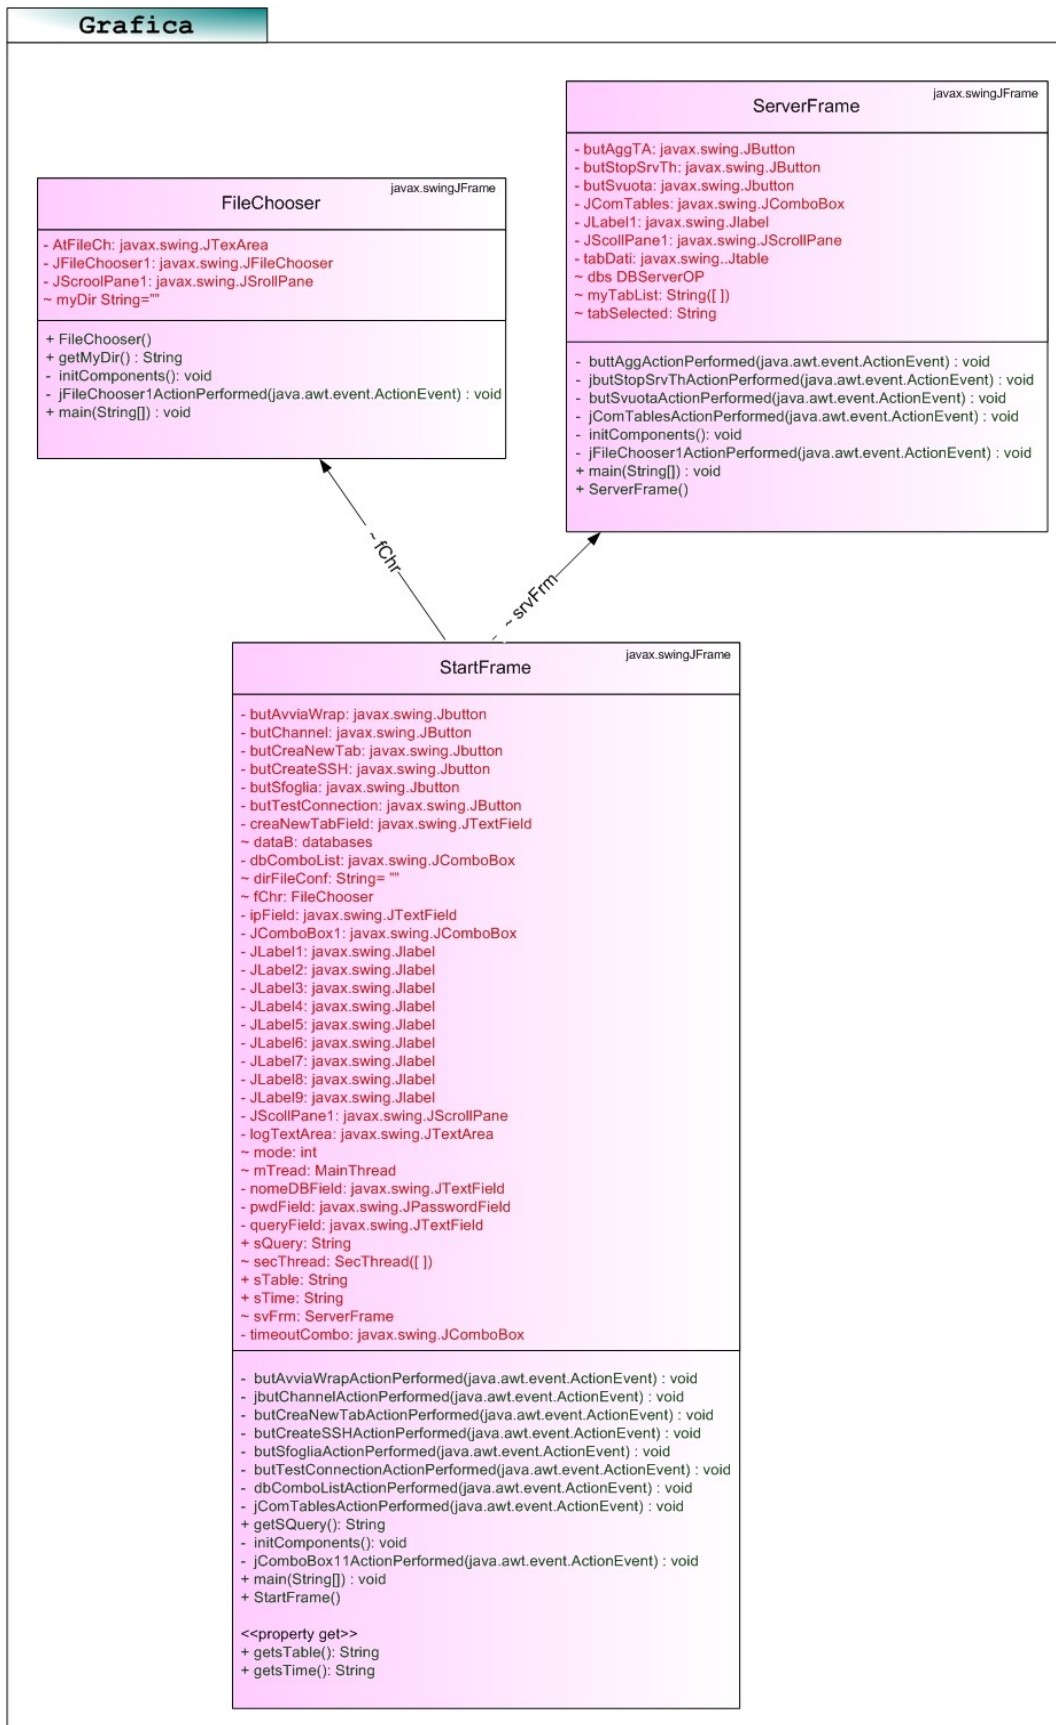 Grafica
javax.swingJFrame
ServerFrame
- butAggTA: javax.swing.JButton
- butStopSrvTh: javax.swing.JButton
- butSvuota: javax.swing.Jbutton
- JComTables: javax.swing.JComboBox
- JLabel1: javax.swing.Jlabel
- JScollPane1: javax.swing.JScrollPane
- tabDati: javax.swing..Jtable
~ dbs DBServerOP
~ myTabList: String([ ])
~ tabSelected: String
- buttAggActionPerformed(java.awt.event.ActionEvent) : void
- jbutStopSrvThActionPerformed(java.awt.event.ActionEvent) : void
- butSvuotaActionPerformed(java.awt.event.ActionEvent) : void
- jComTablesActionPerformed(java.awt.event.ActionEvent) : void
- initComponents(): void
- jFileChooser1ActionPerformed(java.awt.event.ActionEvent) : void
+ main(String[]) : void
+ ServerFrame()
javax.swingJFrame
FileChooser
- AtFileCh: javax.swing.JTexArea
- JFileChooser1: javax.swing.JFileChooser
- JScroolPane1: javax.swing.JSrollPane
~ myDir String=""
+ FileChooser()
+ getMyDir() : String
- initComponents(): void
- jFileChooser1ActionPerformed(java.awt.event.ActionEvent) : void
+ main(String[]) : void
~ fChr
~ srvFrm
javax.swingJFrame
StartFrame
- butAvviaWrap: javax.swing.Jbutton
- butChannel: javax.swing.JButton
- butCreaNewTab: javax.swing.Jbutton
- butCreateSSH: javax.swing.Jbutton
- butSfoglia: javax.swing.Jbutton
- butTestConnection: javax.swing.JButton
- creaNewTabField: javax.swing.JTextField
~ dataB: databases
- dbComboList: javax.swing.JComboBox
~ dirFileConf: String= ""
~ fChr: FileChooser
- ipField: javax.swing.JTextField
- JComboBox1: javax.swing.JComboBox
- JLabel1: javax.swing.Jlabel
- JLabel2: javax.swing.Jlabel
- JLabel3: javax.swing.Jlabel
- JLabel4: javax.swing.Jlabel
- JLabel5: javax.swing.Jlabel
- JLabel6: javax.swing.Jlabel
- JLabel7: javax.swing.Jlabel
- JLabel8: javax.swing.Jlabel
- JLabel9: javax.swing.Jlabel
- JScollPane1: javax.swing.JScrollPane
- logTextArea: javax.swing.JTextArea
~ mode: int
~ mTread: MainThread
- nomeDBField: javax.swing.JTextField
- pwdField: javax.swing.JPasswordField
- queryField: javax.swing.JTextField
+ sQuery: String
~ secThread: SecThread([ ])
+ sTable: String
+ sTime: String
~ svFrm: ServerFrame
- timeoutCombo: javax.swing.JComboBox
- butAvviaWrapActionPerformed(java.awt.event.ActionEvent) : void
- jbutChannelActionPerformed(java.awt.event.ActionEvent) : void
- butCreaNewTabActionPerformed(java.awt.event.ActionEvent) : void
- butCreateSSHActionPerformed(java.awt.event.ActionEvent) : void
- butSfogliaActionPerformed(java.awt.event.ActionEvent) : void
- butTestConnectionActionPerformed(java.awt.event.ActionEvent) : void
- dbComboListActionPerformed(java.awt.event.ActionEvent) : void
- jComTablesActionPerformed(java.awt.event.ActionEvent) : void
+ getSQuery(): String
- initComponents(): void
- jComboBox11ActionPerformed(java.awt.event.ActionEvent) : void
+ main(String[]) : void
+ StartFrame()
<<property get>>
+ getsTable(): String
+ getsTime(): String